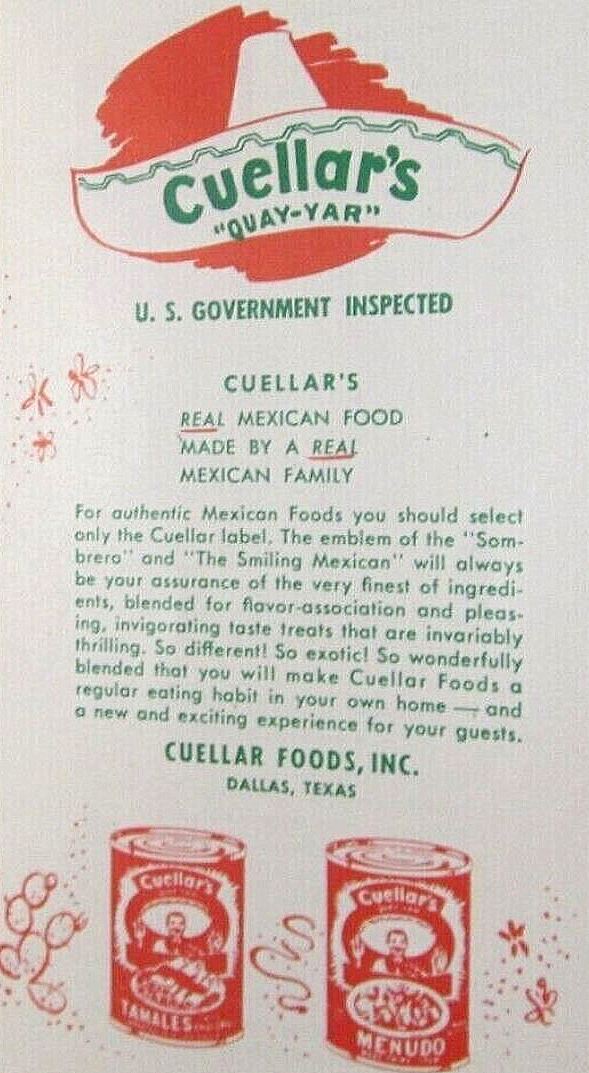 Cuellar's
"QUAY-YAR"
U. S. GOVERNMENT INSPECTED
CUELLAR'S
REAL MEXICAN FOOD
MADE BY A REAL
MEXICAN FAMILY
For authentic Mexican Foods you should select
only the Cuellar label. The emblem of the "Som-
brero" and "The Smiling Mexican" will always
be your assurance of the very finest of ingredi-
ents, blended for flavor-association and pleas-
ing, invigorating taste treats that are invariably
thrilling. So different! So exotic! So wonderfully
blended that you will make Cuellar Foods a
regular eating habit in your own home — and
a new and exciting experience for your guests.
CUELLAR FOODS, INC.
DALLAS, TEXAS
Cuellar's
TAMALES
Cuellar's
MENUDO